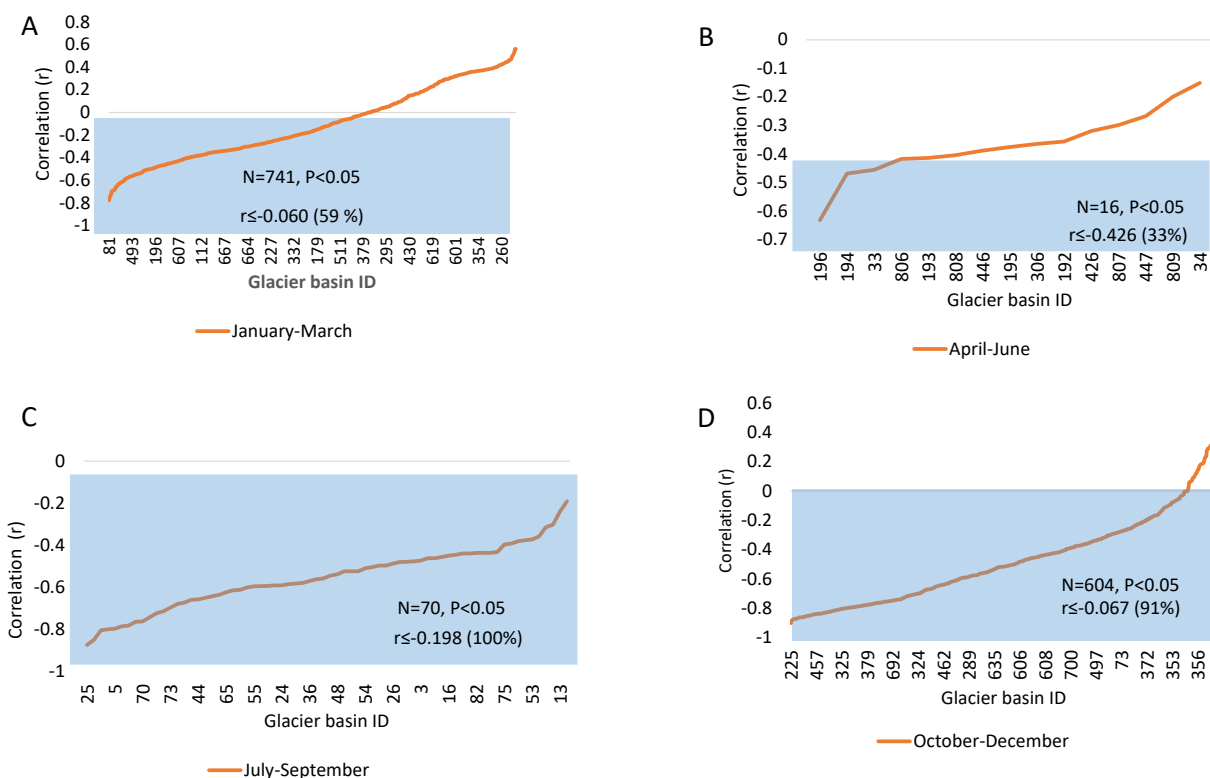 A
Correlation (r)
0.8
0.6
0.4
0.2
0
-0.2
-0.4
-0.6
-0.8
-1
N=741, P<0.05
r≤-0.060 (59 %)
81 493 196 607 112 667 664 227 332 179 511 379 295 430 619 601 354 260
Glacier basin ID
January-March
B
Correlation (r)
0
-0.1
-0.2
-0.3
-0.4
-0.5
-0.6
-0.7
N=16, P<0.05
r≤-0.426 (33%)
196 194 33 806 193 808 446 195 306 192 426 807 447 809 34
Glacier basin ID
April-June
C
Correlation (r)
0
-0.2
-0.4
-0.6
-0.8
-1
N=70, P<0.05
r≤-0.198 (100%)
25 5 70 73 44 65 55 24 36 48 54 26 3 16 82 75 53 13
Glacier basin ID
July-September
D
Correlation (r)
0.6
0.4
0.2
0
-0.2
-0.4
-0.6
-0.8
-1
N=604, P<0.05
r≤-0.067 (91%)
225 457 325 379 692 324 462 289 635 606 608 700 497 73 372 353 356
Glacier basin ID
October-December